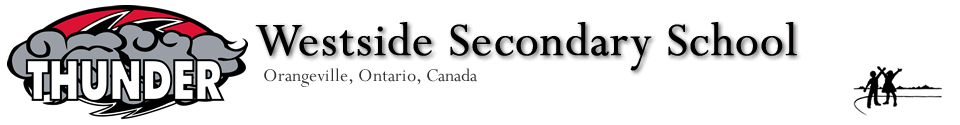 THUNDER
Westside Secondary School
Orangeville, Ontario, Canada